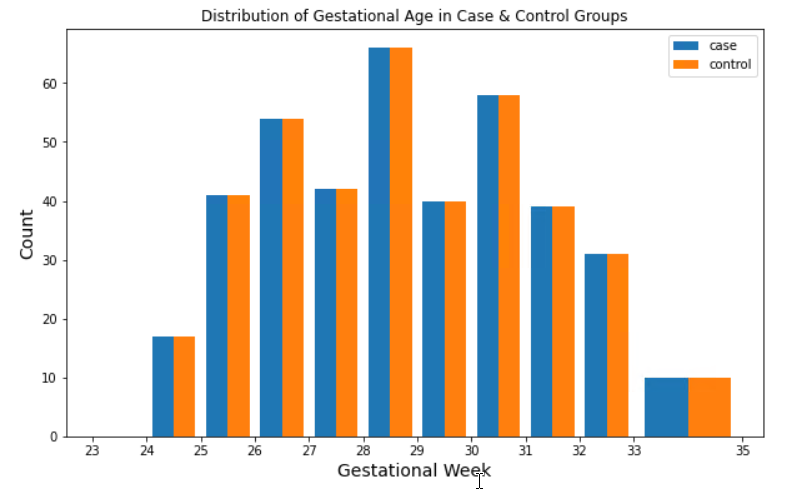 Distribution of Gestational Age in Case & Control Groups
case
control
60
50
40
30
20
10
0
Count
23 24 25 26 27 28 29 30 31 32 33 35
Gestational Week